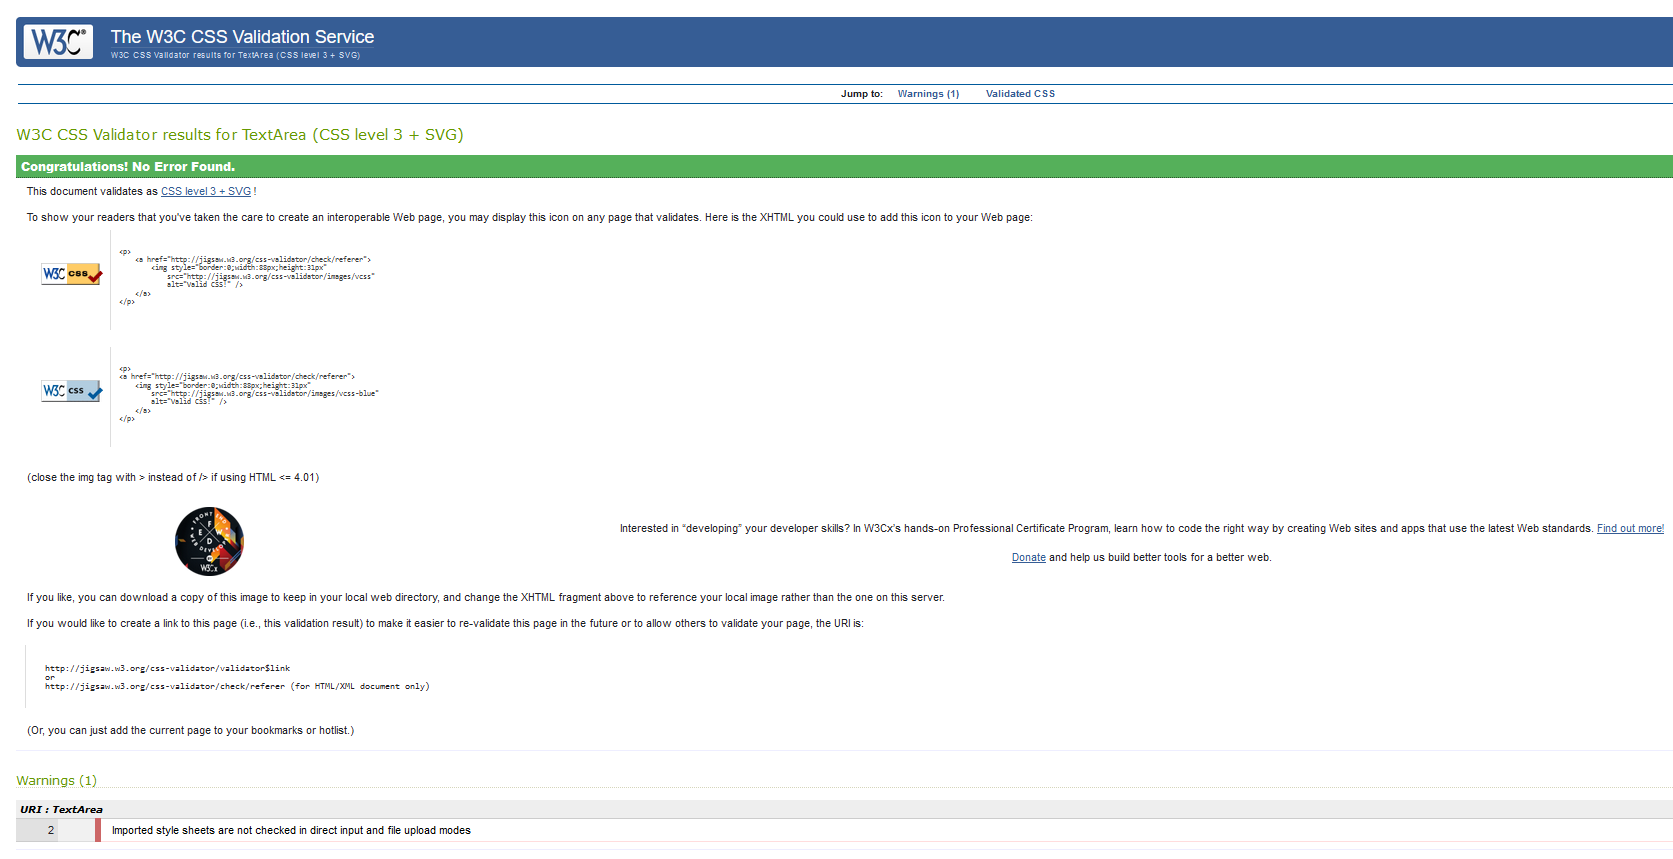 W3C®
The W3C CSS Validation Service
W3C CSS Validator results for TextArea (CSS level 3 + SVG)
Jump to: Warnings (1) Validated CSS
W3C CSS Validator results for TextArea (CSS level 3 + SVG)
Congratulations! No Error Found.
This document validates as CSS level 3 + SVG !
To show your readers that you've taken the care to create an interoperable Web page, you may display this icon on any page that validates. Here is the XHTML you could use to add this icon to your Web page:
W3C css
<p>
<a href="http://jigsaw.w3.org/css-validator/check/referer">
<img style="border:0;width:88px;height:31px"
src="http://jigsaw.w3.org/css-validator/images/vcss"
alt="Valid CSS!" />
</a>
</p>
W3C css
<p>
<a href="http://jigsaw.w3.org/css-validator/check/referer">
<img style="border:0;width:88px;height:31px"
src="http://jigsaw.w3.org/css-validator/images/vcss-blue"
alt="Valid CSS!" />
</a>
</p>
(close the img tag with > instead of /> if using HTML <= 4.01)
FRONT END
F E W D
WEB DEVELOPER
W3Cx
Interested in “developing” your developer skills? In W3Cx's hands-on Professional Certificate Program, learn how to code the right way by creating Web sites and apps that use the latest Web standards. Find out more!
Donate and help us build better tools for a better web.
If you like, you can download a copy of this image to keep in your local web directory, and change the XHTML fragment above to reference your local image rather than the one on this server.
If you would like to create a link to this page (i.e., this validation result) to make it easier to re-validate this page in the future or to allow others to validate your page, the URI is:
http://jigsaw.w3.org/css-validator/validator$link
or
http://jigsaw.w3.org/css-validator/check/referer (for HTML/XML document only)
(Or, you can just add the current page to your bookmarks or hotlist.)
Warnings (1)
URI : TextArea
2 Imported style sheets are not checked in direct input and file upload modes